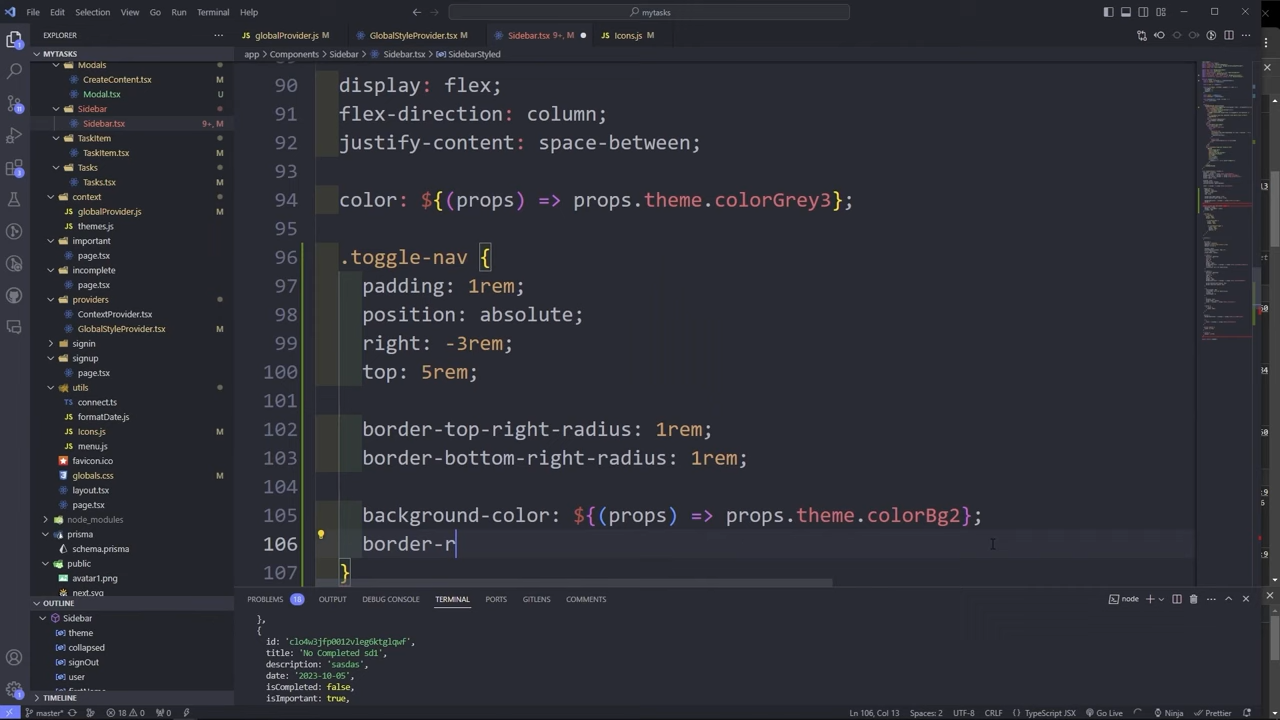 File Edit Selection View Go Run Terminal Help
mytasks
EXPLORER
MYTASKS
Modals
CreateContent.tsx
Modal.tsx U
Sidebar
Sidebar.tsx 9+, M
TaskItem
TaskItem.tsx
Tasks
Tasks.tsx
context
globalProvider.js M
themes.js
important
page.tsx
incomplete
page.tsx
providers
ContextProvider.tsx
GlobalStyleProvider.tsx M
signin
signup
page.tsx
utils
connect.ts
formatDate.js
Icons.js M
menu.js
favicon.ico
globals.css M
layout.tsx
page.tsx
node_modules
prisma
schema.prisma
public
avatar1.png
next.svg
OUTLINE
Sidebar
theme
collapsed
signOut
user
firstName
TIMELINE
globalProvider.js M
GlobalStyleProvider.tsx M
Sidebar.tsx 9+, M
Icons.js M
app > Components > Sidebar > Sidebar.tsx > SidebarStyled
90 display: flex;
91 flex-direction: column;
92 justify-content: space-between;
93
94 color: ${(props) => props.theme.colorGrey3};
95
96 .toggle-nav {
97 padding: 1rem;
98 position: absolute;
99 right: -3rem;
100 top: 5rem;
101
102 border-top-right-radius: 1rem;
103 border-bottom-right-radius: 1rem;
104
105 background-color: ${(props) => props.theme.colorBg2};
106 border-r
107 }
PROBLEMS 18 OUTPUT DEBUG CONSOLE TERMINAL PORTS GITLENS COMMENTS
node
},
{
id: 'clo4w3jfp0012vleg6ktglqwf',
title: 'No Completed sd1',
description: 'sasdas',
date: '2023-10-05',
isCompleted: false,
isImportant: true,
master* 18 0 0 Ln 106, Col 13 Spaces: 2 UTF-8 CRLF TypeScript JSX Go Live Ninja Prettier